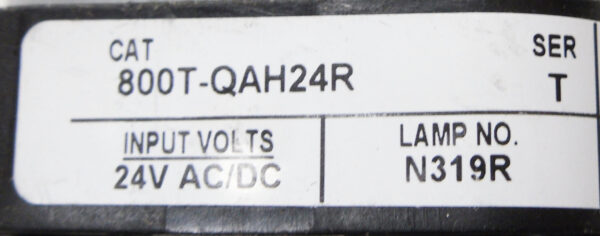 CAT
800T-QAH24R
SER
T
INPUT VOLTS
24V AC/DC
LAMP NO.
N319R